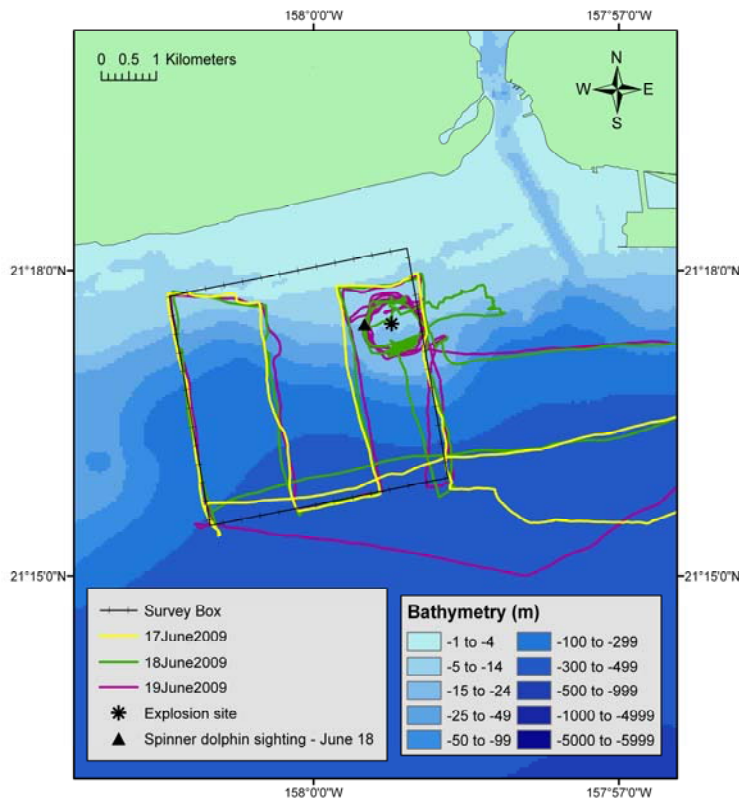 158°0'0"W 157°57'0"W
0 0.5 1 Kilometers
N
W E
S
21°18'0"N 21°18'0"N
21°15'0"N 21°15'0"N
Survey Box
17June2009
18June2009
19June2009
Explosion site
Spinner dolphin sighting - June 18
Bathymetry (m)
-1 to -4 -100 to -299
-5 to -14 -300 to -499
-15 to -24 -500 to -999
-25 to -49 -1000 to -4999
-50 to -99 -5000 to -5999
158°0'0"W 157°57'0"W